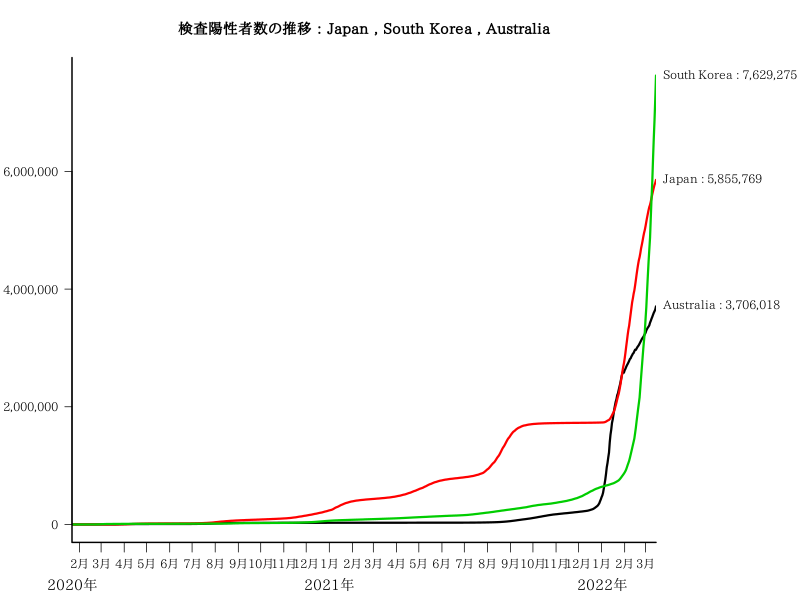 検査陽性者数の推移 : Japan , South Korea , Australia
South Korea : 7,629,275
Japan : 5,855,769
Australia : 3,706,018
6,000,000
4,000,000
2,000,000
0
2月 3月 4月 5月 6月 7月 8月 9月 10月 11月 12月 1月 2月 3月 4月 5月 6月 7月 8月 9月 10月 11月 12月 1月 2月 3月
2020年 2021年 2022年